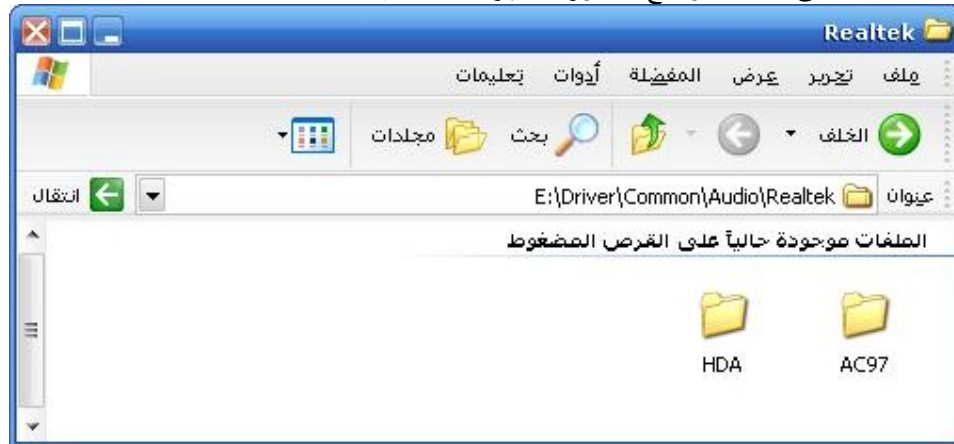 Realtek
ملف تحرير عرض المفضلة أدوات تعليمات
الخلف بحث مجلدات
عنوان E:\Driver\Common\Audio\Realtek انتقال
الملفات موجودة حالياً على القرص المضغوط
AC97 HDA